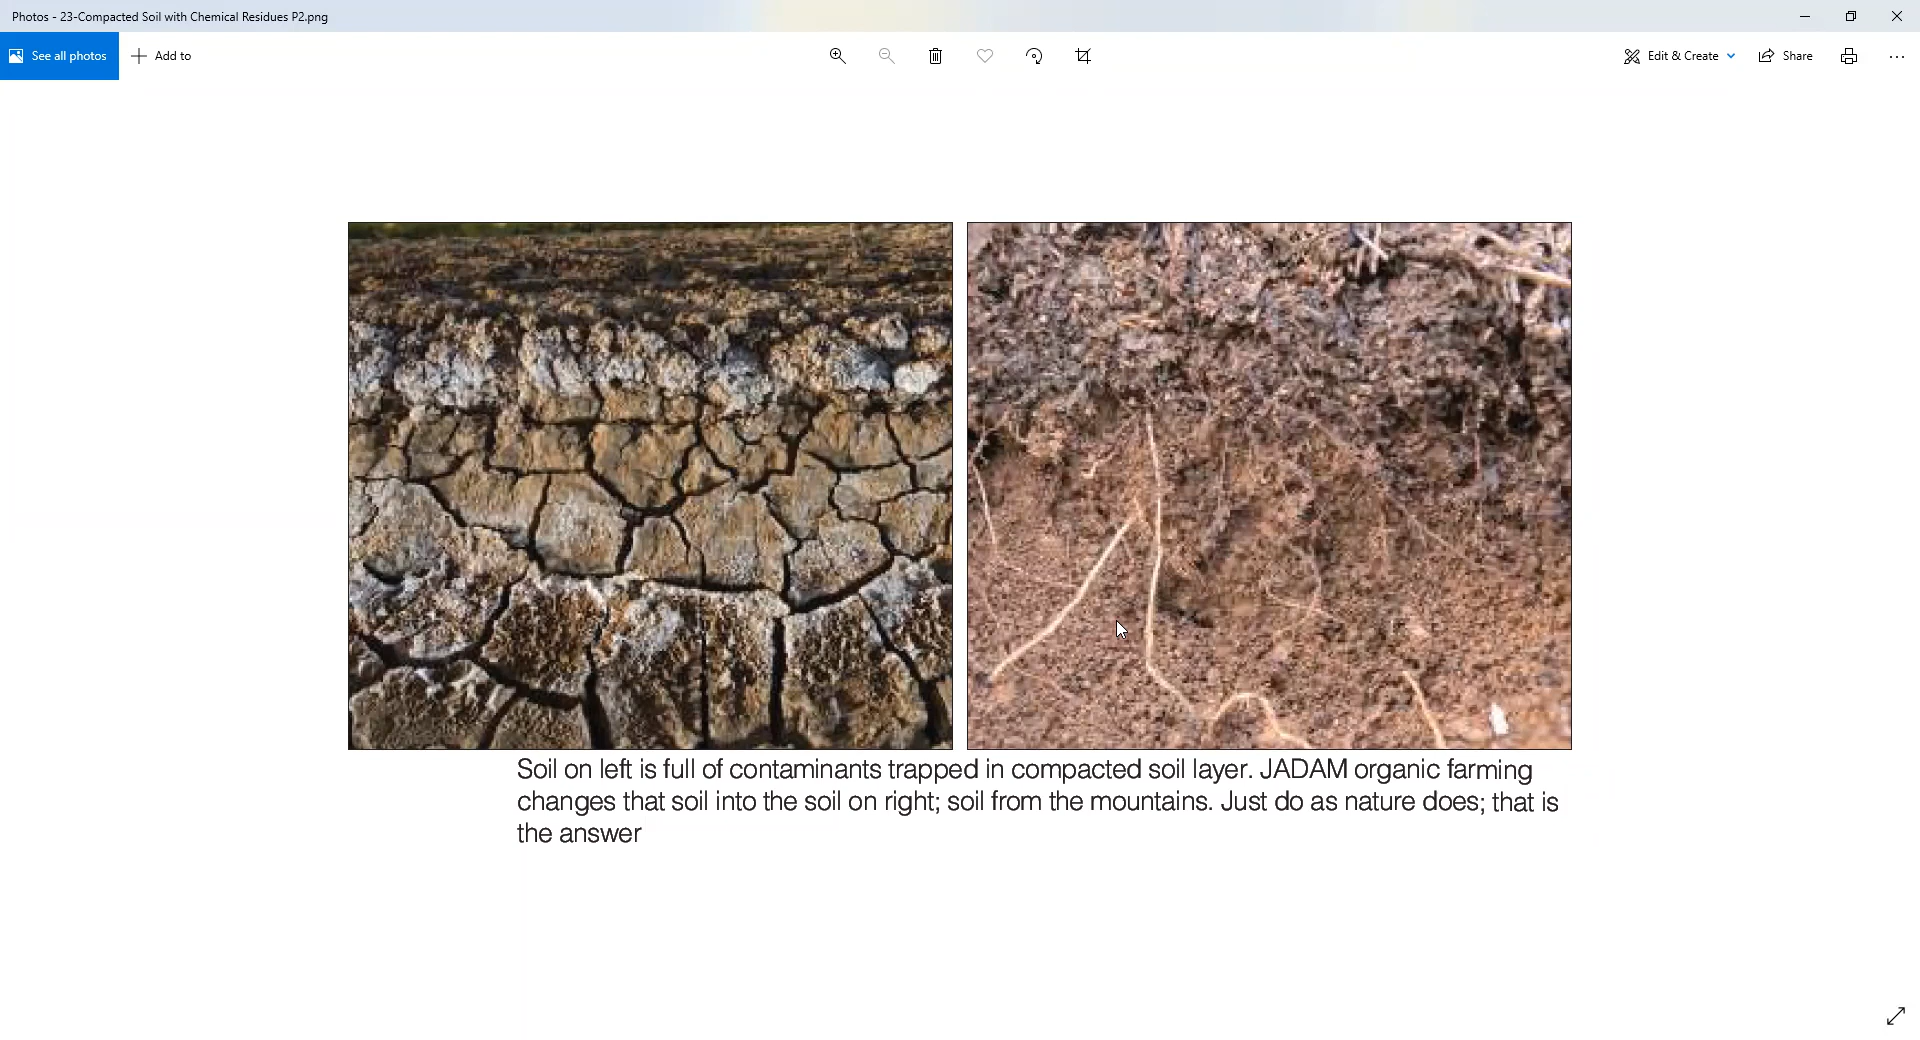 Photos - 23-Compacted Soil with Chemical Residues P2.png
See all photos
Add to
Edit & Create
Share
Soil on left is full of contaminants trapped in compacted soil layer. JADAM organic farming
changes that soil into the soil on right; soil from the mountains. Just do as nature does; that is
the answer